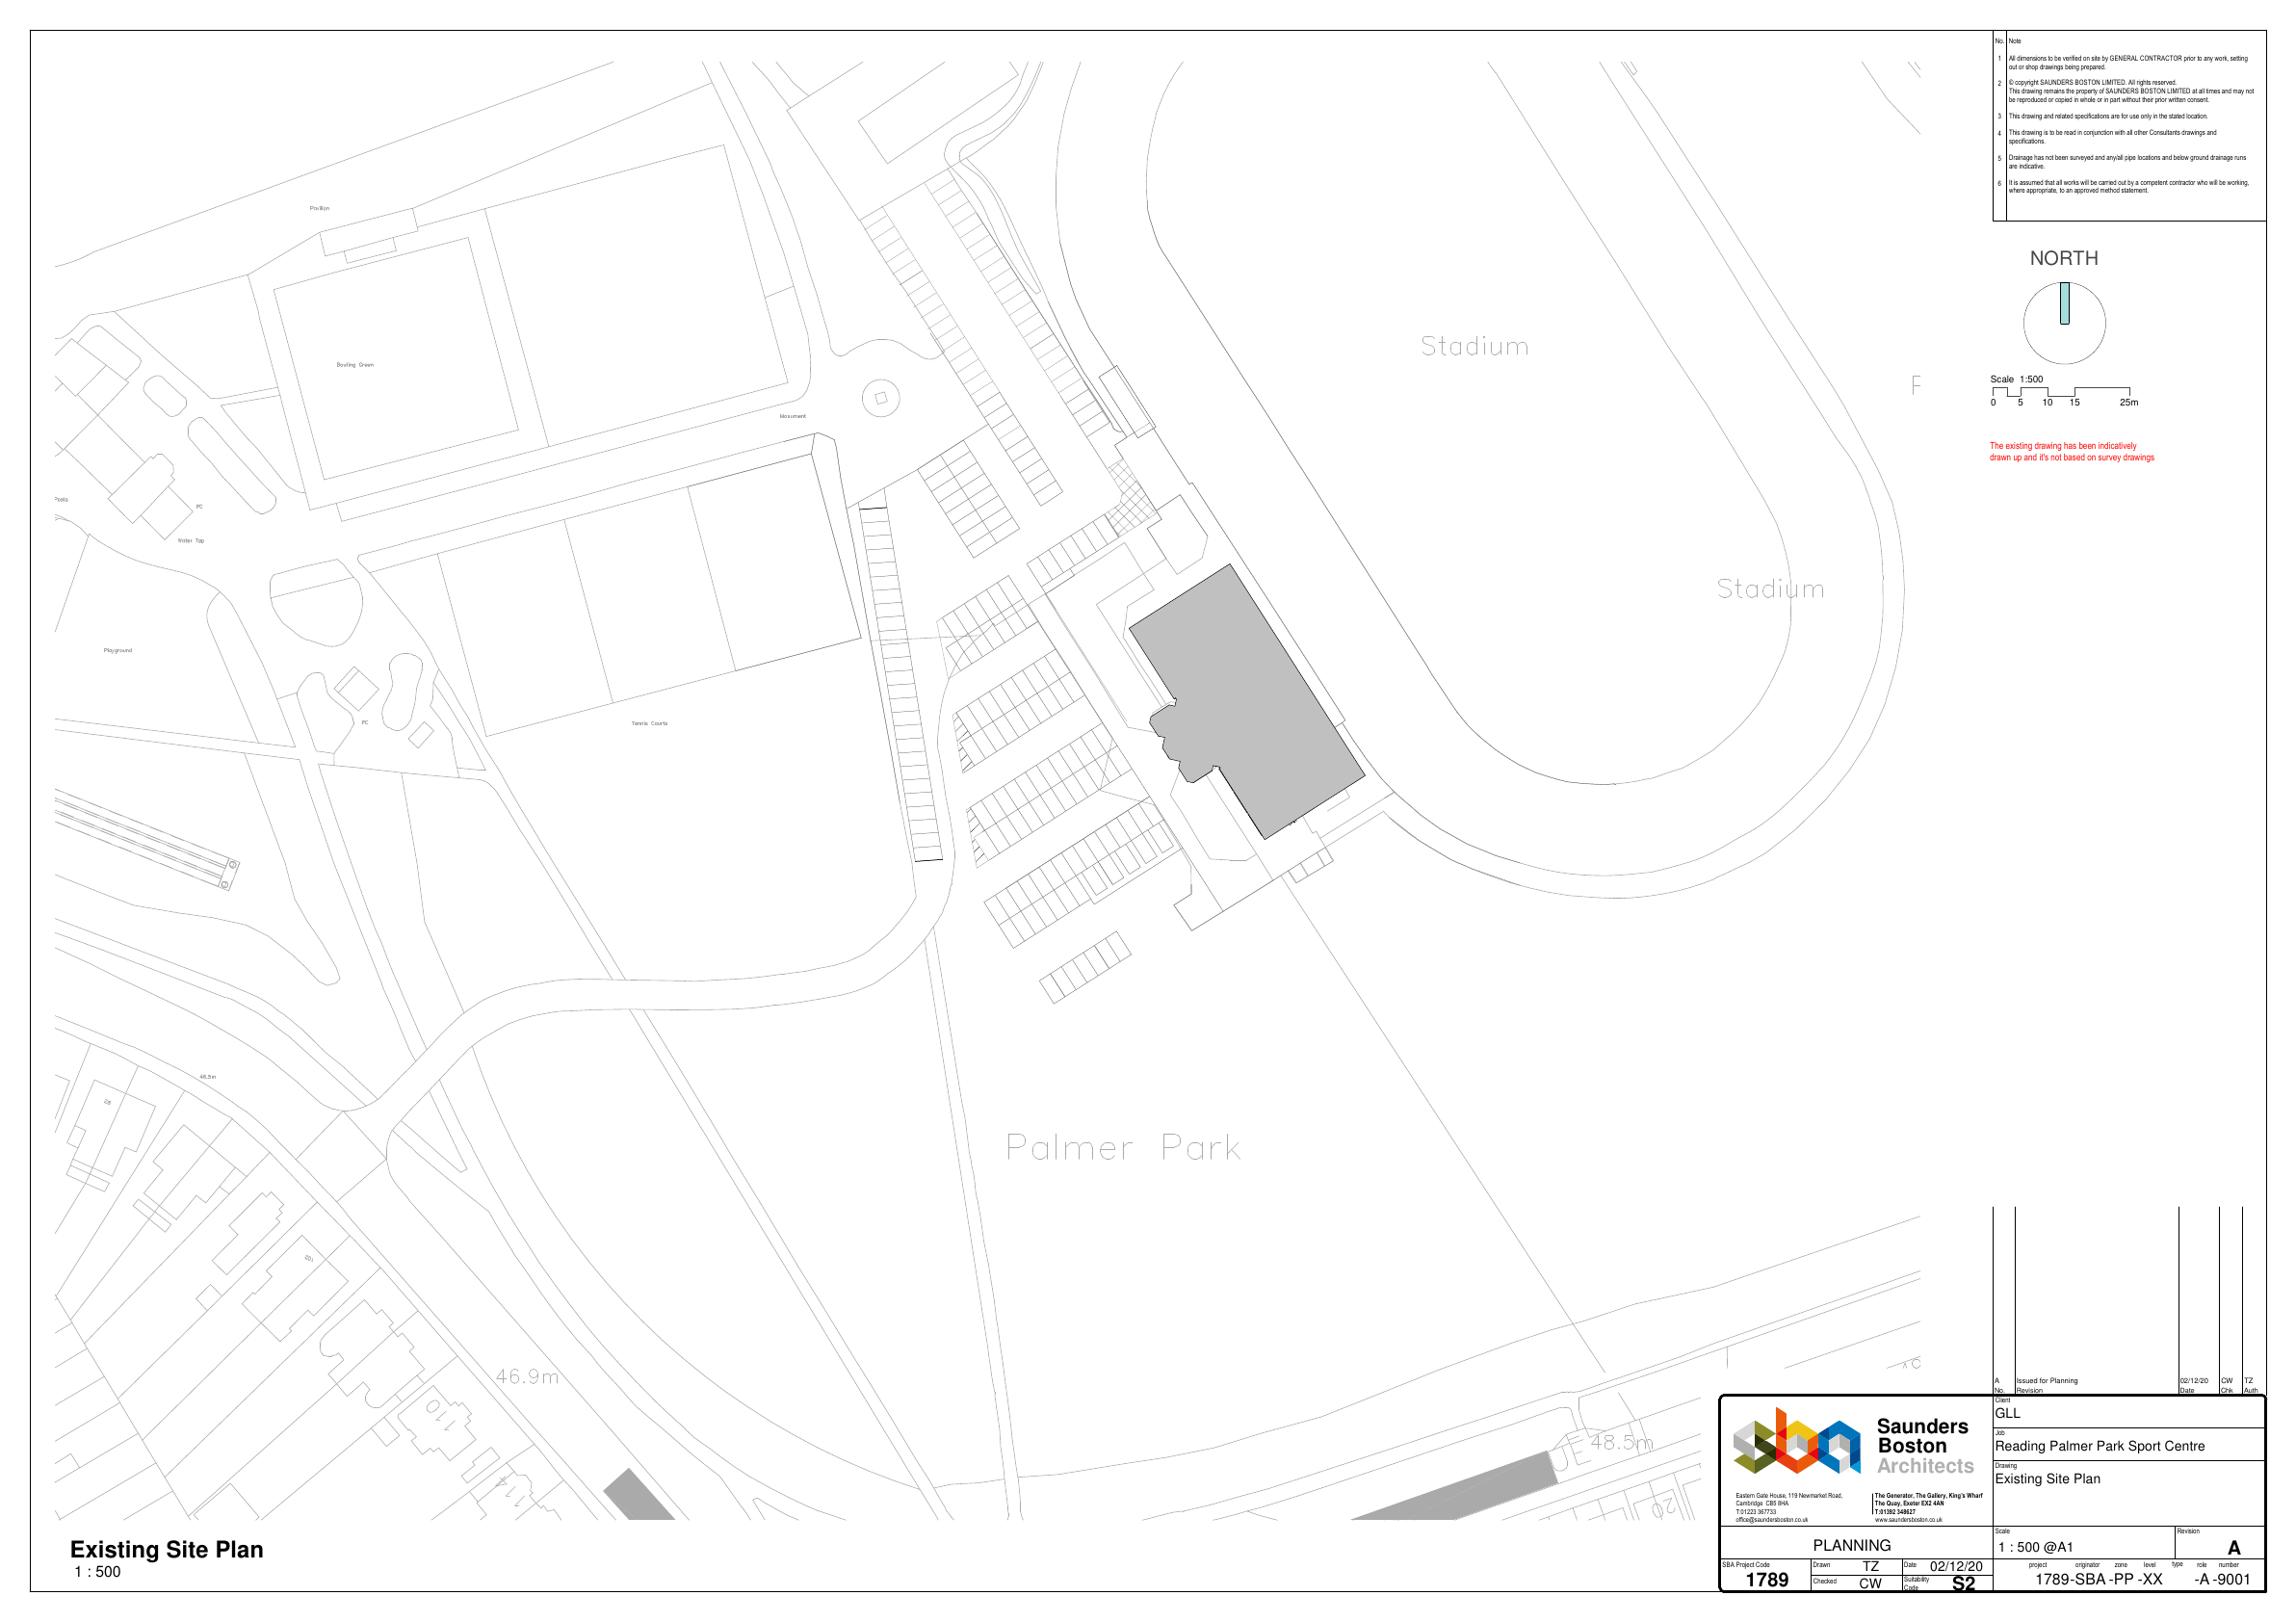 No. Note
1 All dimensions to be verified on site by GENERAL CONTRACTOR prior to any work, setting
out or shop drawings being prepared.
2 © copyright SAUNDERS BOSTON LIMITED. All rights reserved.
This drawing remains the property of SAUNDERS BOSTON LIMITED at all times and may not
be reproduced or copied in whole or in part without their prior written consent.
3 This drawing and related specifications are for use only in the stated location.
4 This drawing is to be read in conjunction with all other Consultants drawings and
specifications.
5 Drainage has not been surveyed and any/all pipe locations and below ground drainage runs
are indicative.
6 It is assumed that all works will be carried out by a competent contractor who will be working,
where appropriate, to an approved method statement.
NORTH
Scale 1:500
0 5 10 15 25m
The existing drawing has been indicatively
drawn up and it's not based on survey drawings
Pavilion
Bowling Green
Monument
Stadium
Stadium
Pools
PC
Water Tap
Playground
PC
Tennis Courts
46.5m
Palmer Park
46.9m
110
114
48.5m
20
A Issued for Planning 02/12/20 CW TZ
No. Revision Date Chk Auth
sba
Saunders
Boston
Architects
Eastern Gate House, 119 Newmarket Road,
Cambridge CB5 8HA
T:01223 367733
office@saundersboston.co.uk
The Generator, The Gallery, King's Wharf
The Quay, Exeter EX2 4AN
T:01392 348627
www.saundersboston.co.uk
Client
GLL
Job
Reading Palmer Park Sport Centre
Drawing
Existing Site Plan
PLANNING
Scale
1 : 500 @A1
Revision
A
SBA Project Code
1789
Drawn TZ
Checked CW
Date 02/12/20
Suitability
Code S2
project originator zone level type role number
1789-SBA -PP -XX -A -9001
Existing Site Plan
1 : 500